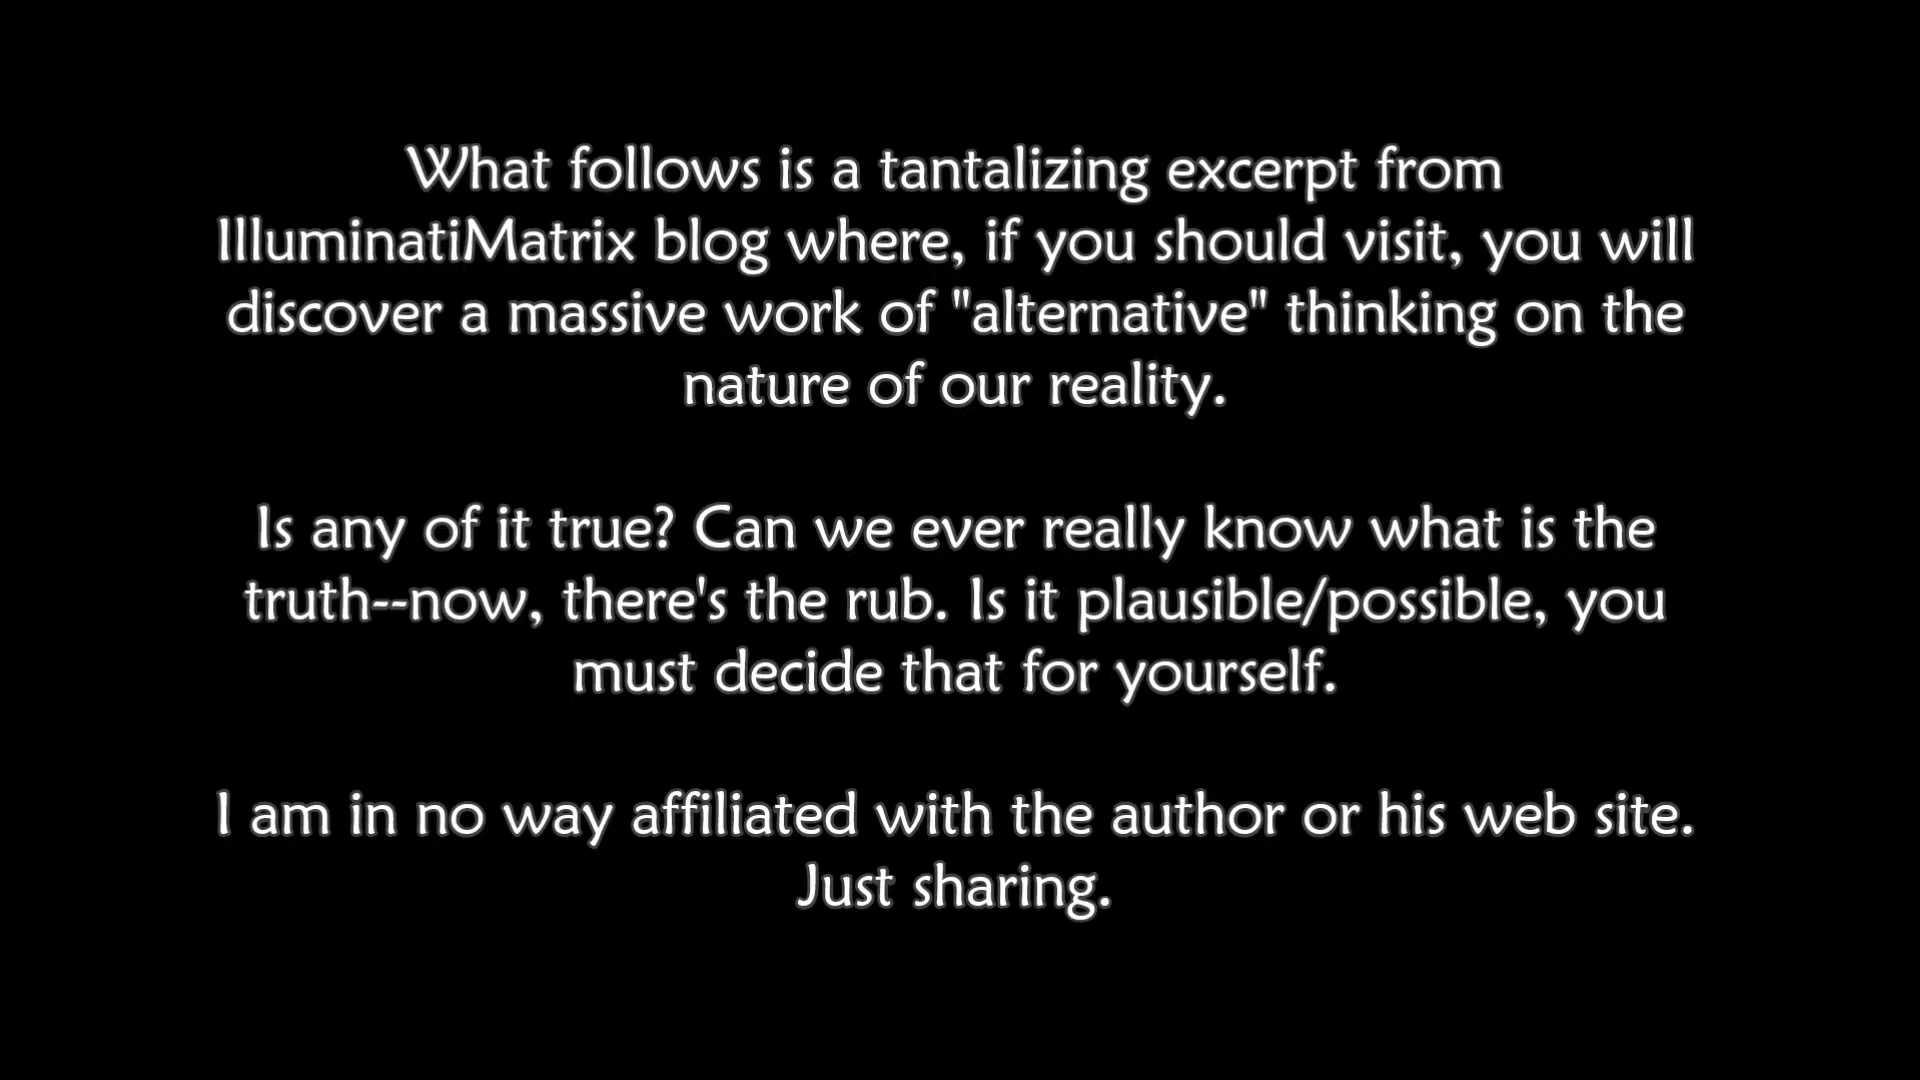 What follows is a tantalizing excerpt from
IlluminatiMatrix blog where, if you should visit, you will
discover a massive work of "alternative" thinking on the
nature of our reality.
Is any of it true? Can we ever really know what is the
truth--now, there's the rub. Is it plausible/possible, you
must decide that for yourself.
I am in no way affiliated with the author or his web site.
Just sharing.